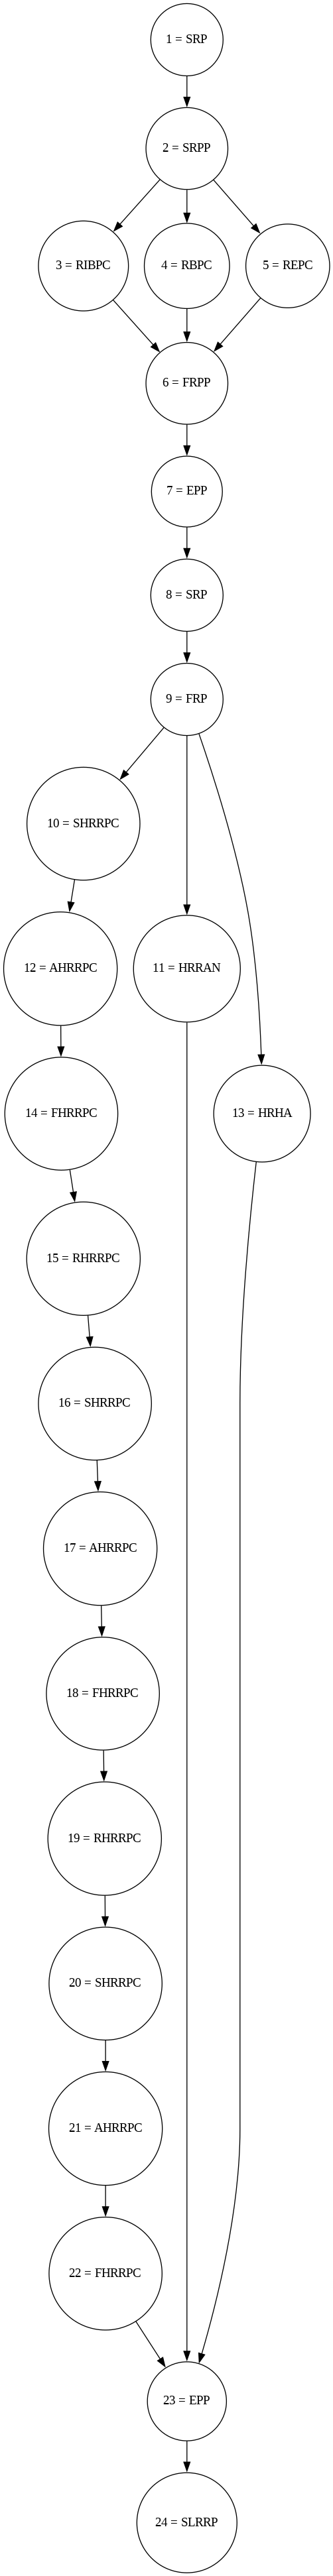 1 = SRP
2 = SRPP
3 = RIBPC
4 = RBPC
5 = REPC
6 = FRPP
7 = EPP
8 = SRP
9 = FRP
10 = SHRRPC
12 = AHRRPC
11 = HRRAN
14 = FHRRPC
13 = HRHA
15 = RHRRPC
16 = SHRRPC
17 = AHRRPC
18 = FHRRPC
19 = RHRRPC
20 = SHRRPC
21 = AHRRPC
22 = FHRRPC
23 = EPP
24 = SLRRP